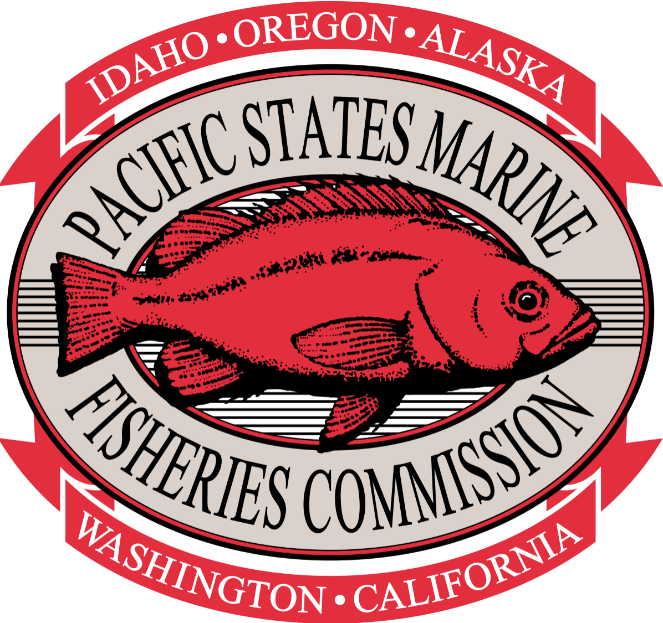 IDAHO • OREGON • ALASKA
PACIFIC STATES MARINE
FISHERIES COMMISSION
WASHINGTON • CALIFORNIA